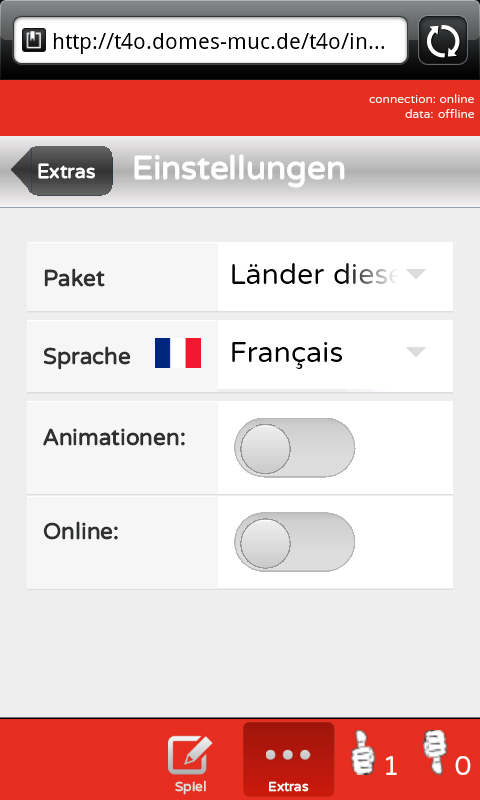 http://t4o.domes-muc.de/t4o/in...
connection: online
data: offline
Extras
Einstellungen
Paket
Länder diese
Sprache
Français
Animationen:
Online:
Spiel
Extras
1
0